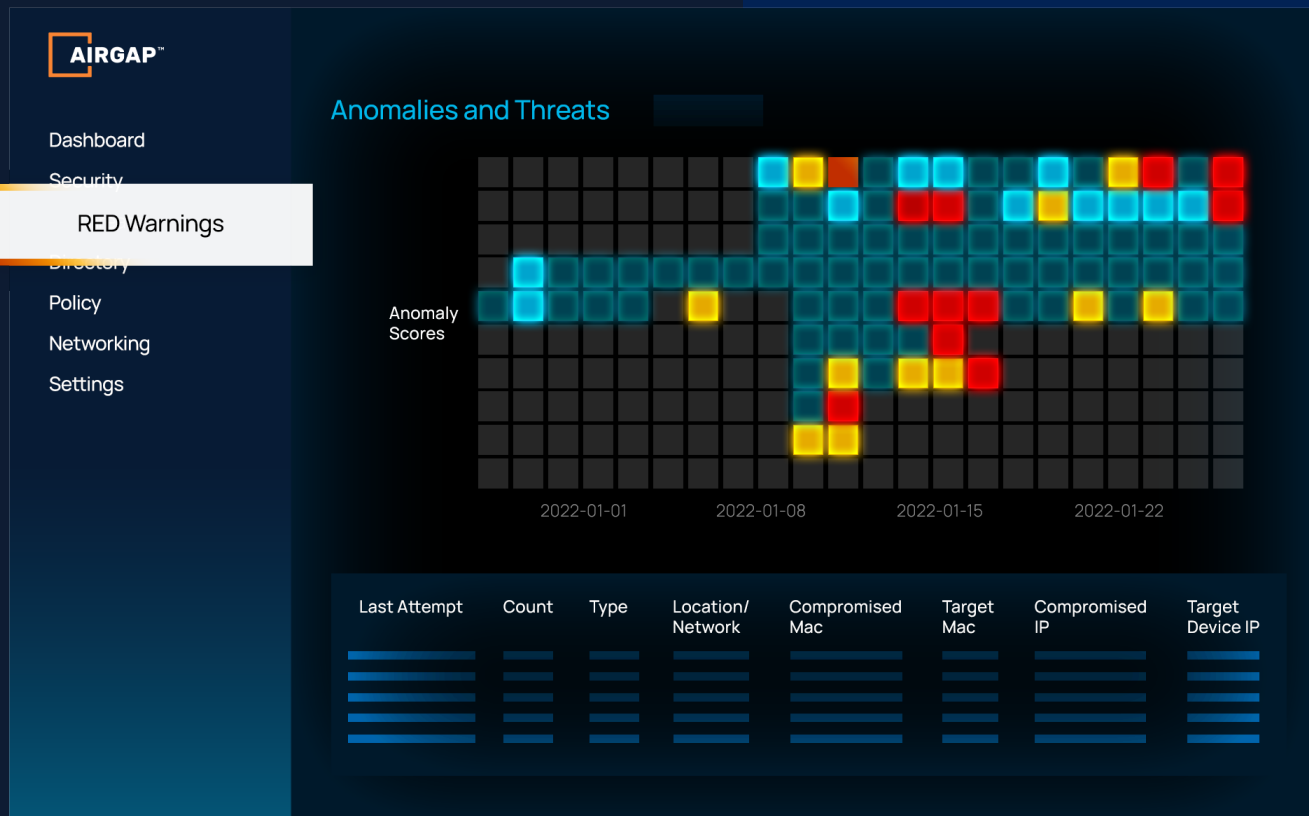 AIRGAP™
Dashboard
Security
RED Warnings
Directory
Policy
Networking
Settings
Anomalies and Threats
Anomaly
Scores
2022-01-01 2022-01-08 2022-01-15 2022-01-22
Last Attempt Count Type Location/ Compromised Target Compromised Target
Network Mac Mac IP Device IP